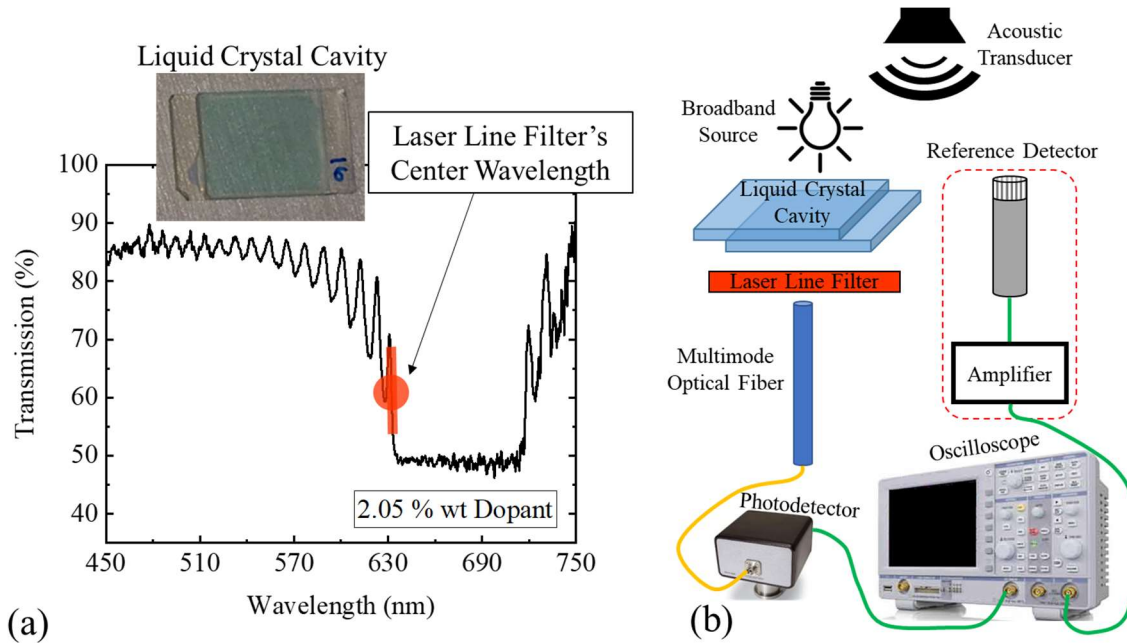 Liquid Crystal Cavity
Laser Line Filter's
Center Wavelength
16
100
90
80
70
60
50
40
Transmission (%)
2.05 % wt Dopant
450 510 570 630 690 750
Wavelength (nm)
(a)
Acoustic
Transducer
Broadband
Source
Reference Detector
Liquid Crystal
Cavity
Laser Line Filter
Multimode
Optical Fiber
Amplifier
Oscilloscope
Photodetector
(b)